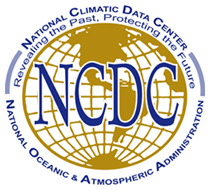 NATIONAL CLIMATIC DATA CENTER
Revealing the Past, Protecting the Future
NCDC
NATIONAL OCEANIC & ATMOSPHERIC ADMINISTRATION